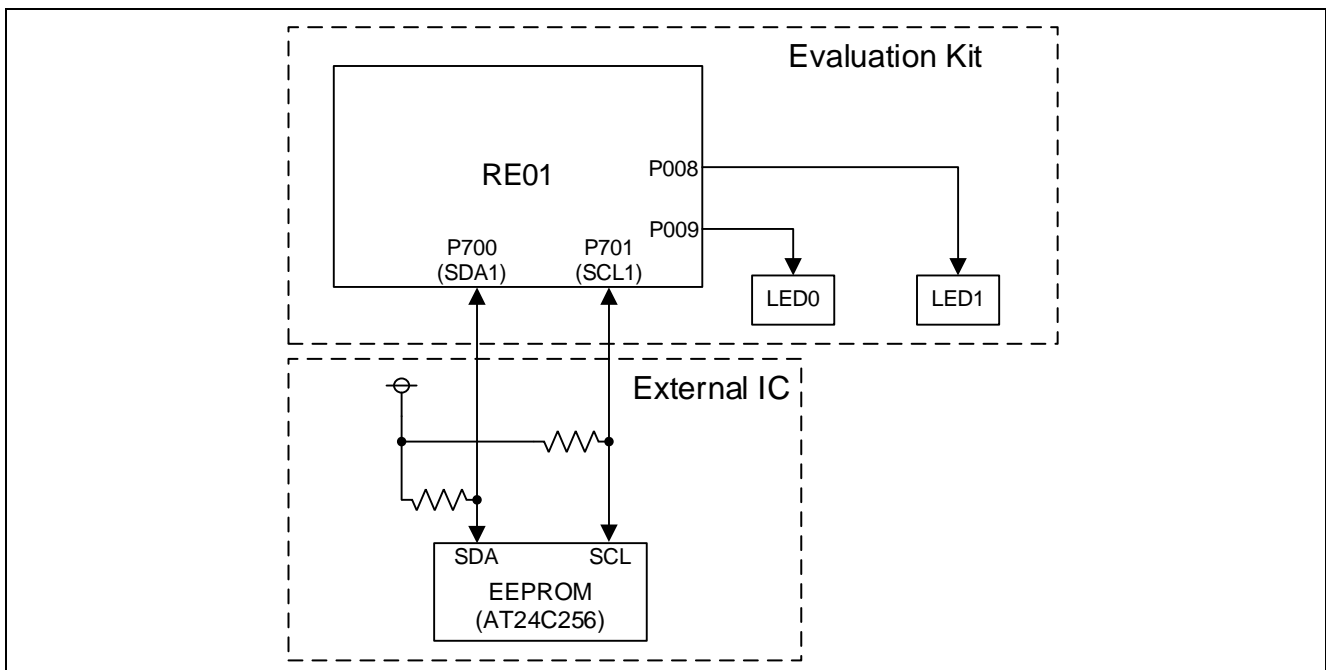 Evaluation Kit
RE01
P008
P009
P700
(SDA1)
P701
(SCL1)
LED0
LED1
External IC
SDA
SCL
EEPROM
(AT24C256)